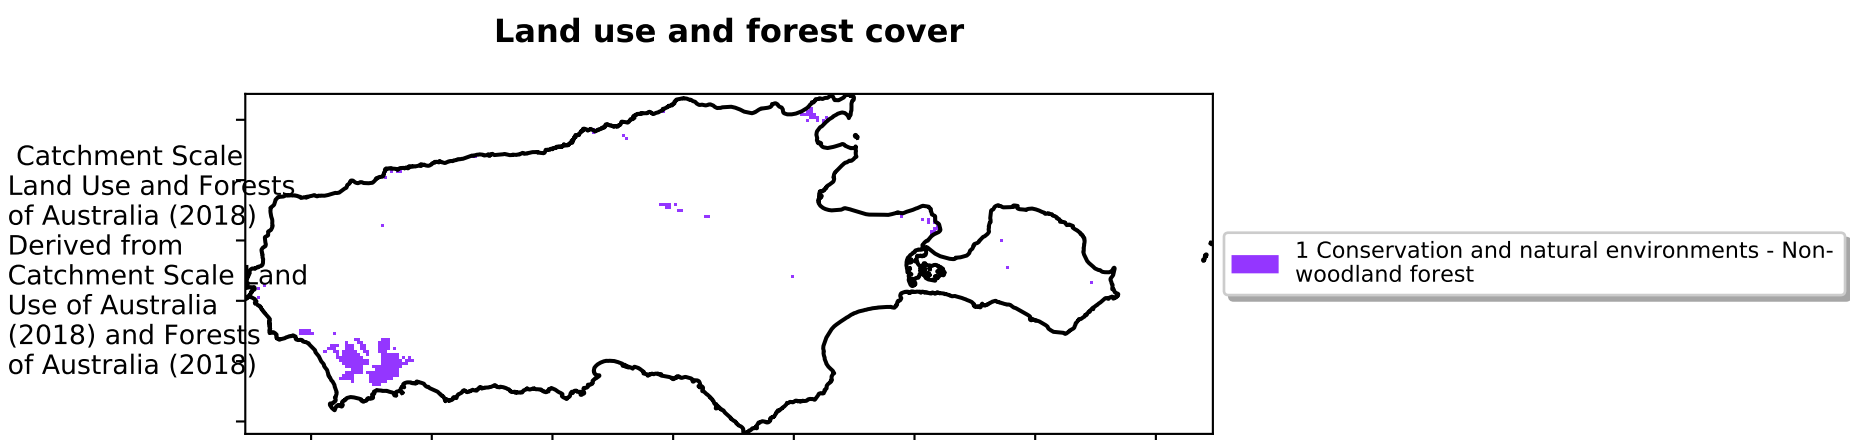 Land use and forest cover
Catchment Scale
Land Use and Forests
of Australia (2018)
Derived from
Catchment Scale Land
Use of Australia
(2018) and Forests
of Australia (2018)
1 Conservation and natural environments - Non-
woodland forest